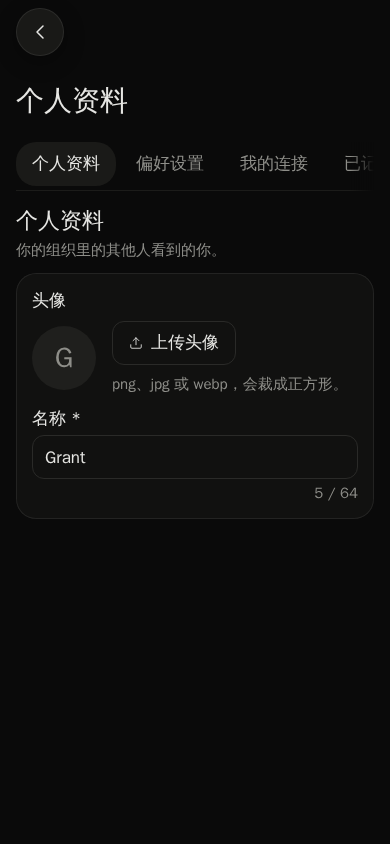 个人资料
个人资料 偏好设置 我的连接 已
个人资料
你的组织里的其他人看到的你。
头像
G
上传头像
png、jpg 或 webp，会裁成正方形。
名称 *
Grant
5 / 64